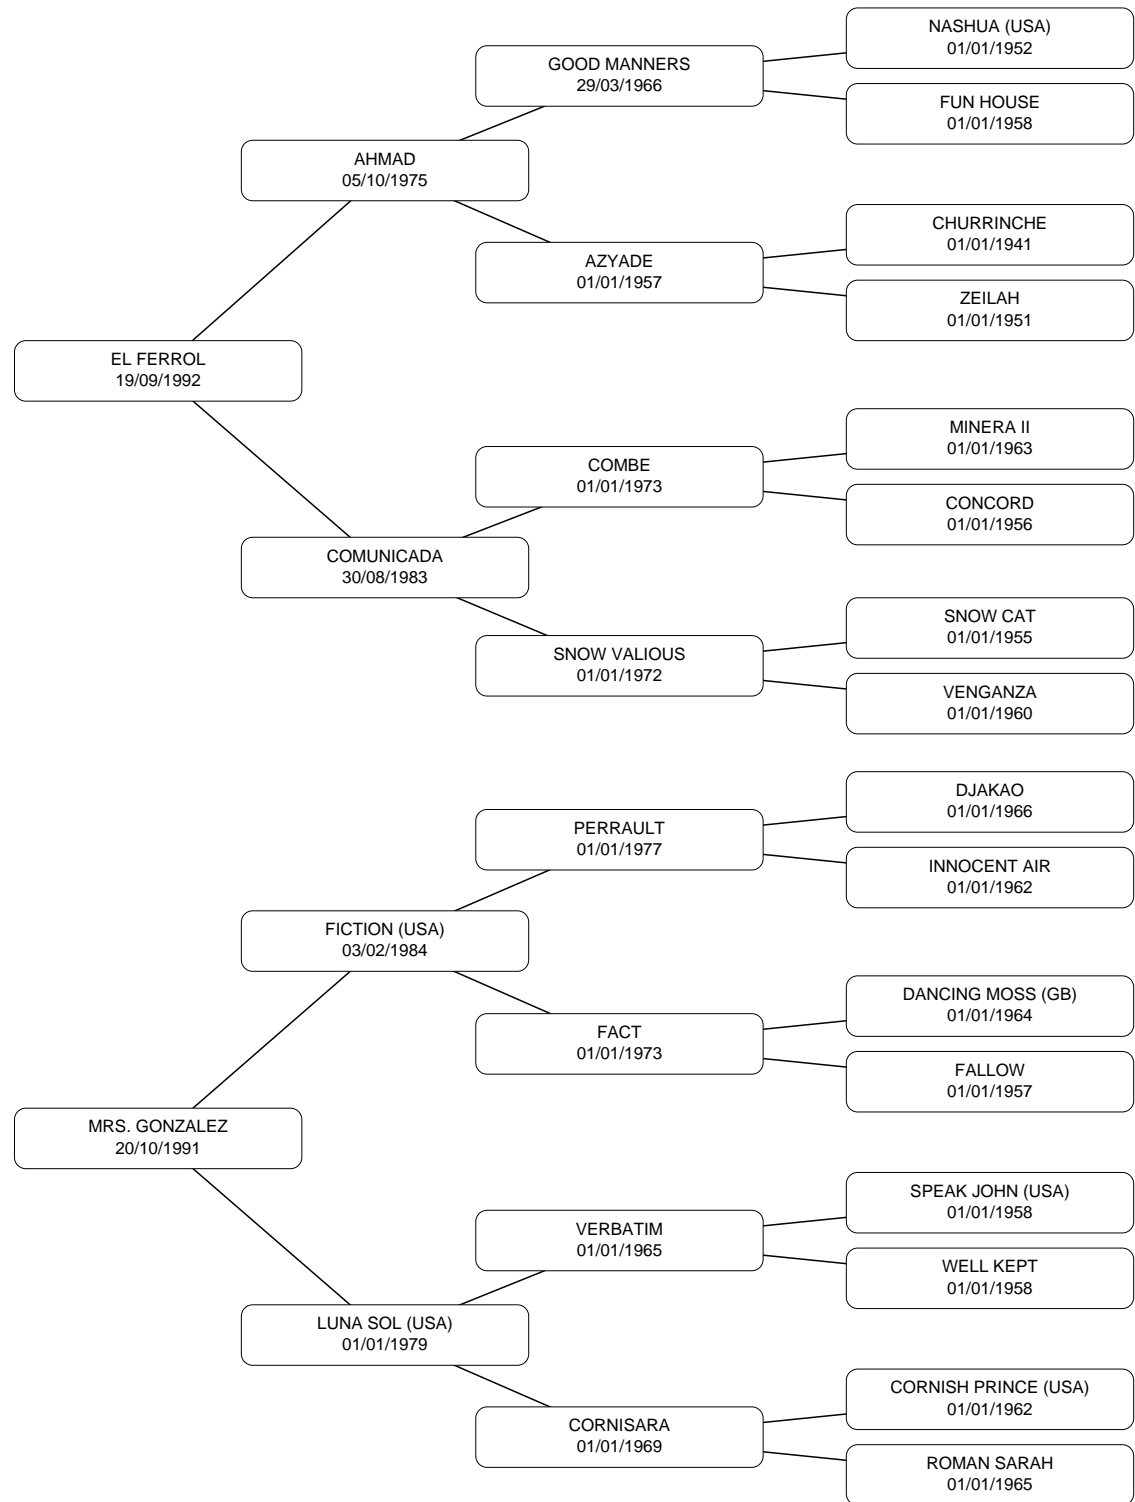 NASHUA (USA)
01/01/1952
GOOD MANNERS
29/03/1966
FUN HOUSE
01/01/1958
AHMAD
05/10/1975
CHURRINCHE
01/01/1941
AZYADE
01/01/1957
ZEILAH
01/01/1951
EL FERROL
19/09/1992
MINERA II
01/01/1963
COMBE
01/01/1973
CONCORD
01/01/1956
COMUNICADA
30/08/1983
SNOW CAT
01/01/1955
SNOW VALIOUS
01/01/1972
VENGANZA
01/01/1960
DJAKAO
01/01/1966
PERRAULT
01/01/1977
INNOCENT AIR
01/01/1962
FICTION (USA)
03/02/1984
DANCING MOSS (GB)
01/01/1964
FACT
01/01/1973
FALLOW
01/01/1957
MRS. GONZALEZ
20/10/1991
SPEAK JOHN (USA)
01/01/1958
VERBATIM
01/01/1965
WELL KEPT
01/01/1958
LUNA SOL (USA)
01/01/1979
CORNISH PRINCE (USA)
01/01/1962
CORNISARA
01/01/1969
ROMAN SARAH
01/01/1965